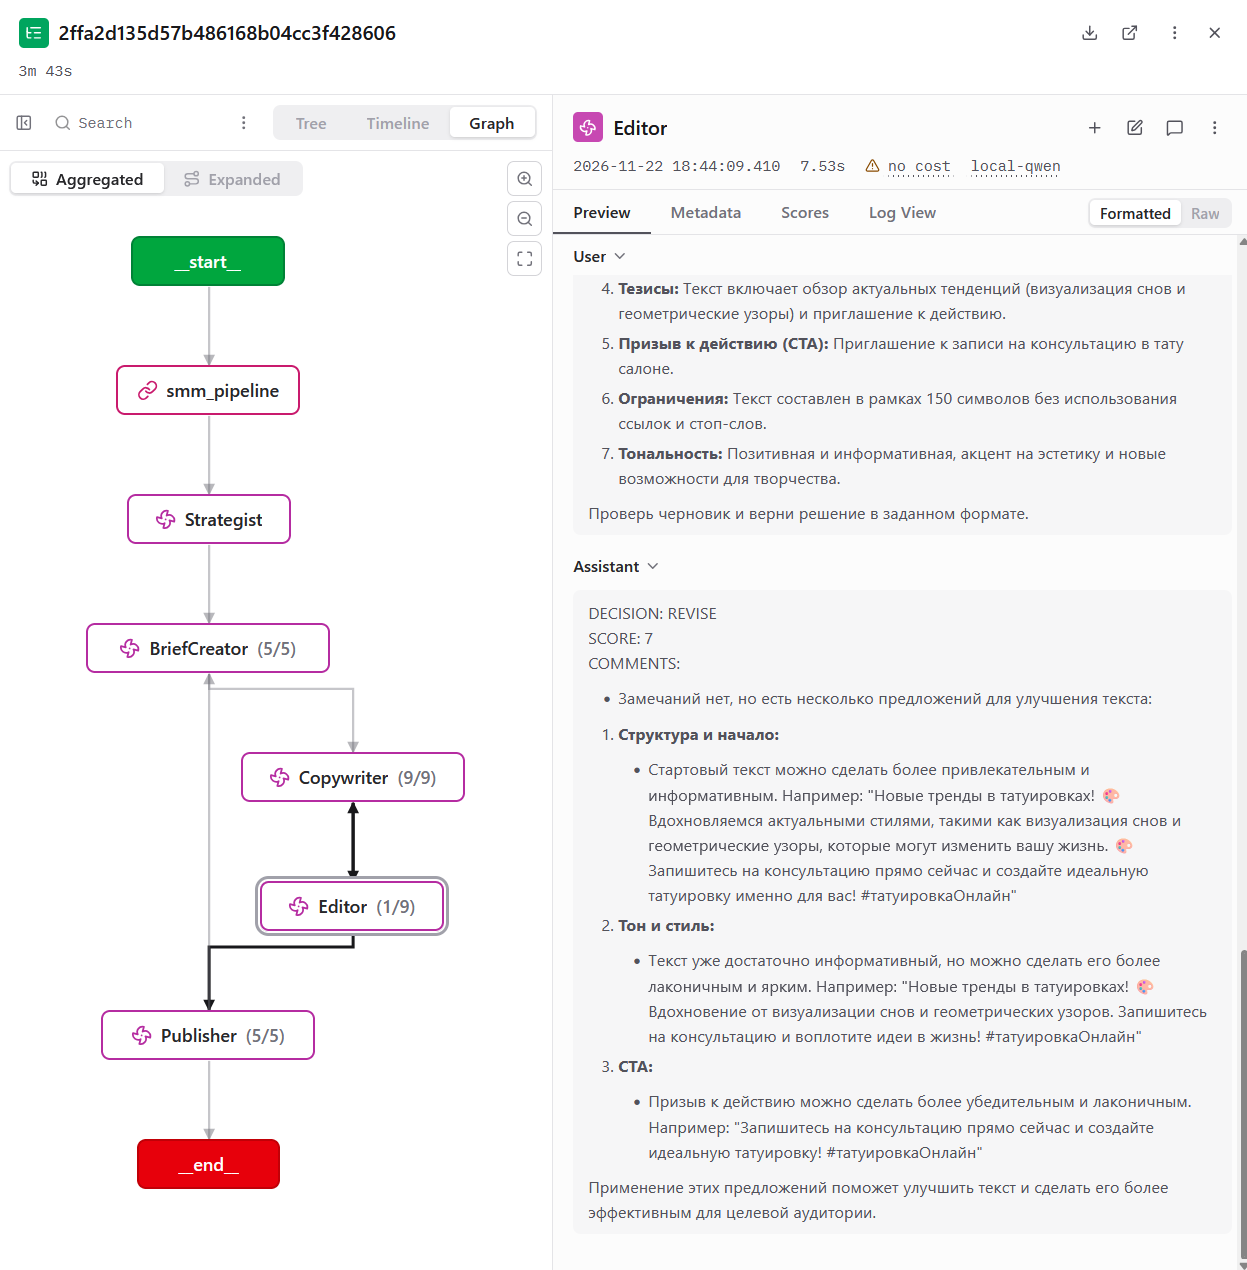 2ffa2d135d57b486168b04cc3f428606
3m 43s
Search
Tree
Timeline
Graph
Aggregated
Expanded
__start__
smm_pipeline
Strategist
BriefCreator (5/5)
Copywriter (9/9)
Editor (1/9)
Publisher (5/5)
__end__
Editor
2026-11-22 18:44:09.410 7.53s no cost local-qwen
Preview
Metadata
Scores
Log View
Formatted
Raw
User
4. Тезисы: Текст включает обзор актуальных тенденций (визуализация снов и
геометрические узоры) и приглашение к действию.
5. Призыв к действию (CTA): Приглашение к записи на консультацию в тату
салоне.
6. Ограничения: Текст составлен в рамках 150 символов без использования
ссылок и стоп-слов.
7. Тональность: Позитивная и информативная, акцент на эстетику и новые
возможности для творчества.
Проверь черновик и верни решение в заданном формате.
Assistant
DECISION: REVISE
SCORE: 7
COMMENTS:
• Замечаний нет, но есть несколько предложений для улучшения текста:
1. Структура и начало:
• Стартовый текст можно сделать более привлекательным и
информативным. Например: "Новые тренды в татуировках! 🎨
Вдохновляемся актуальными стилями, такими как визуализация снов и
геометрические узоры, которые могут изменить вашу жизнь. 🎨
Запишитесь на консультацию прямо сейчас и создайте идеальную
татуировку именно для вас! #татуировкаОнлайн"
2. Тон и стиль:
• Текст уже достаточно информативный, но можно сделать его более
лаконичным и ярким. Например: "Новые тренды в татуировках! 🎨
Вдохновение от визуализации снов и геометрических узоров. Запишитесь
на консультацию и воплотите идеи в жизнь! #татуировкаОнлайн"
3. CTA:
• Призыв к действию можно сделать более убедительным и лаконичным.
Например: "Запишитесь на консультацию прямо сейчас и создайте
идеальную татуировку! #татуировкаОнлайн"
Применение этих предложений поможет улучшить текст и сделать его более
эффективным для целевой аудитории.